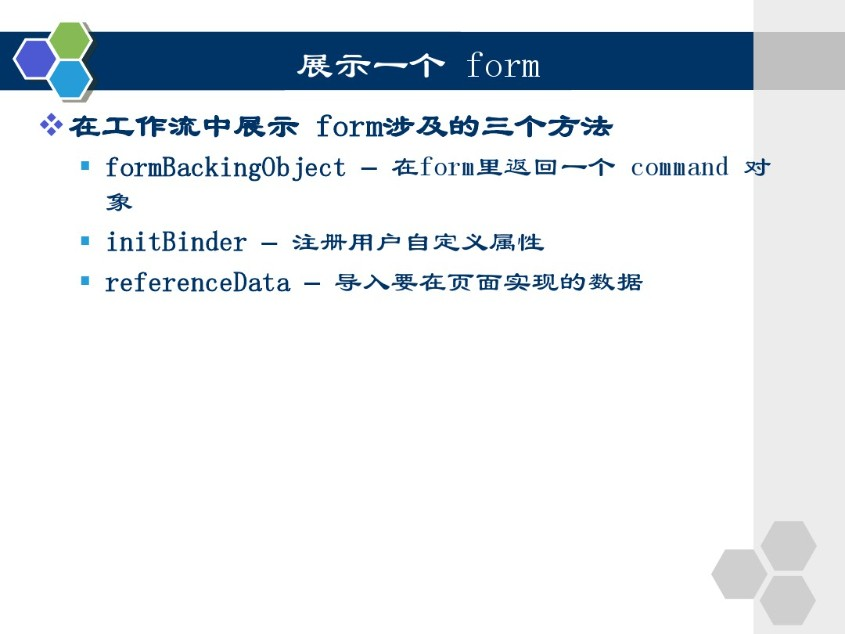 展示一个 form
在工作流中展示 form涉及的三个方法
formBackingObject – 在form里返回一个 command 对
象
initBinder – 注册用户自定义属性
referenceData – 导入要在页面实现的数据